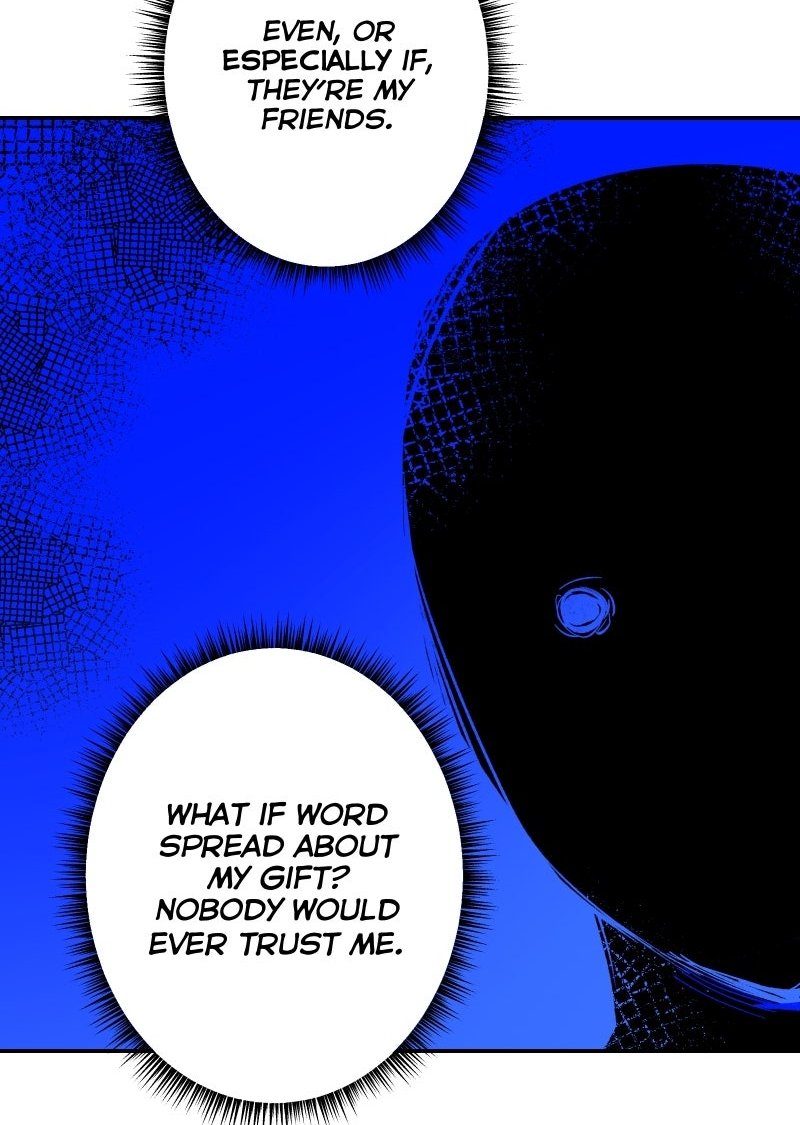 EVEN, OR
ESPECIALLY IF,
THEY'RE MY
FRIENDS.
WHAT IF WORD
SPREAD ABOUT
MY GIFT?
NOBODY WOULD
EVER TRUST ME.